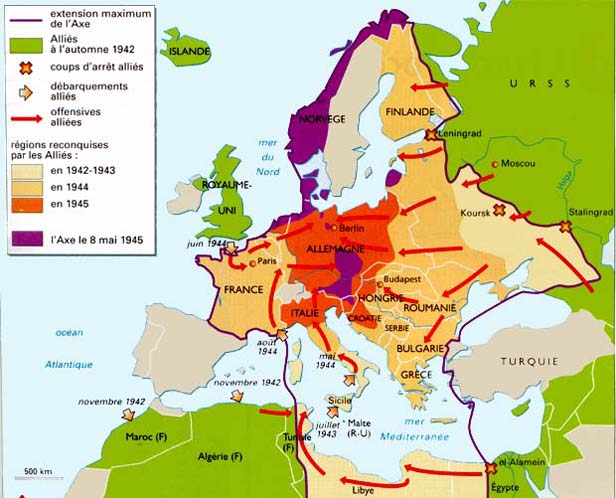 extension maximum
de l'Axe
Alliés
à l'automne 1942
coups d'arrêt alliés
débarquements
alliés
offensives
alliées
régions reconquises
par les Alliés :
en 1942-1943
en 1944
en 1945
l'Axe le 8 mai 1945
ISLANDE
URSS
NORVÈGE
FINLANDE
Leningrad
mer
du Nord
Moscou
Volga
ROYAUME-
UNI
Koursk
Stalingrad
juin 1944
Berlin
ALLEMAGNE
Paris
FRANCE
Budapest
HONGRIE
ROUMANIE
ITALIE
CROATIE
SERBIE
BULGARIE
océan
Atlantique
août
1944
mai
1944
GRÈCE
TURQUIE
novembre 1942
novembre 1942
Sicile
juillet
1943
Malte
(R-U)
mer
Méditerranée
Maroc (F)
Algérie (F)
Tunisie
(F)
el-Alamein
500 km
Libye
Égypte